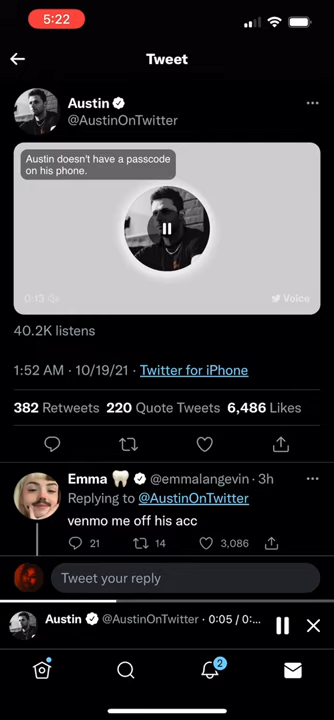 5:22
Tweet
Austin
@AustinOnTwitter
Austin doesn't have a passcode
on his phone.
0:13
Voice
40.2K listens
1:52 AM · 10/19/21 · Twitter for iPhone
382 Retweets 220 Quote Tweets 6,486 Likes
Emma 🦷 @emmalangevin · 3h
Replying to @AustinOnTwitter
venmo me off his acc
21 14 3,086
Tweet your reply
Austin @AustinOnTwitter · 0:05 / 0:...
2